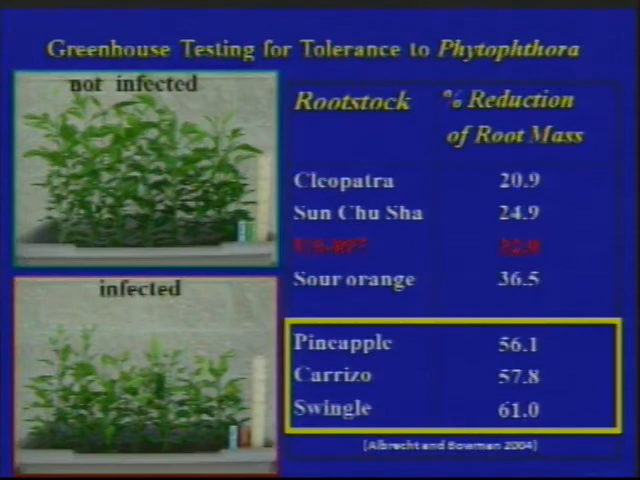 Greenhouse Testing for Tolerance to Phytophthora
not infected
infected
Rootstock % Reduction
of Root Mass
Cleopatra 20.9
Sun Chu Sha 24.9
Sour orange 36.5
Pineapple 56.1
Carrizo 57.8
Swingle 61.0
(Albrecht and Bowman 2004)